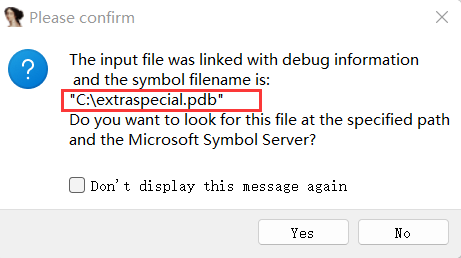 Please confirm
The input file was linked with debug information
and the symbol filename is:
"C:\extraspecial.pdb"
Do you want to look for this file at the specified path
and the Microsoft Symbol Server?
Don't display this message again
Yes
No